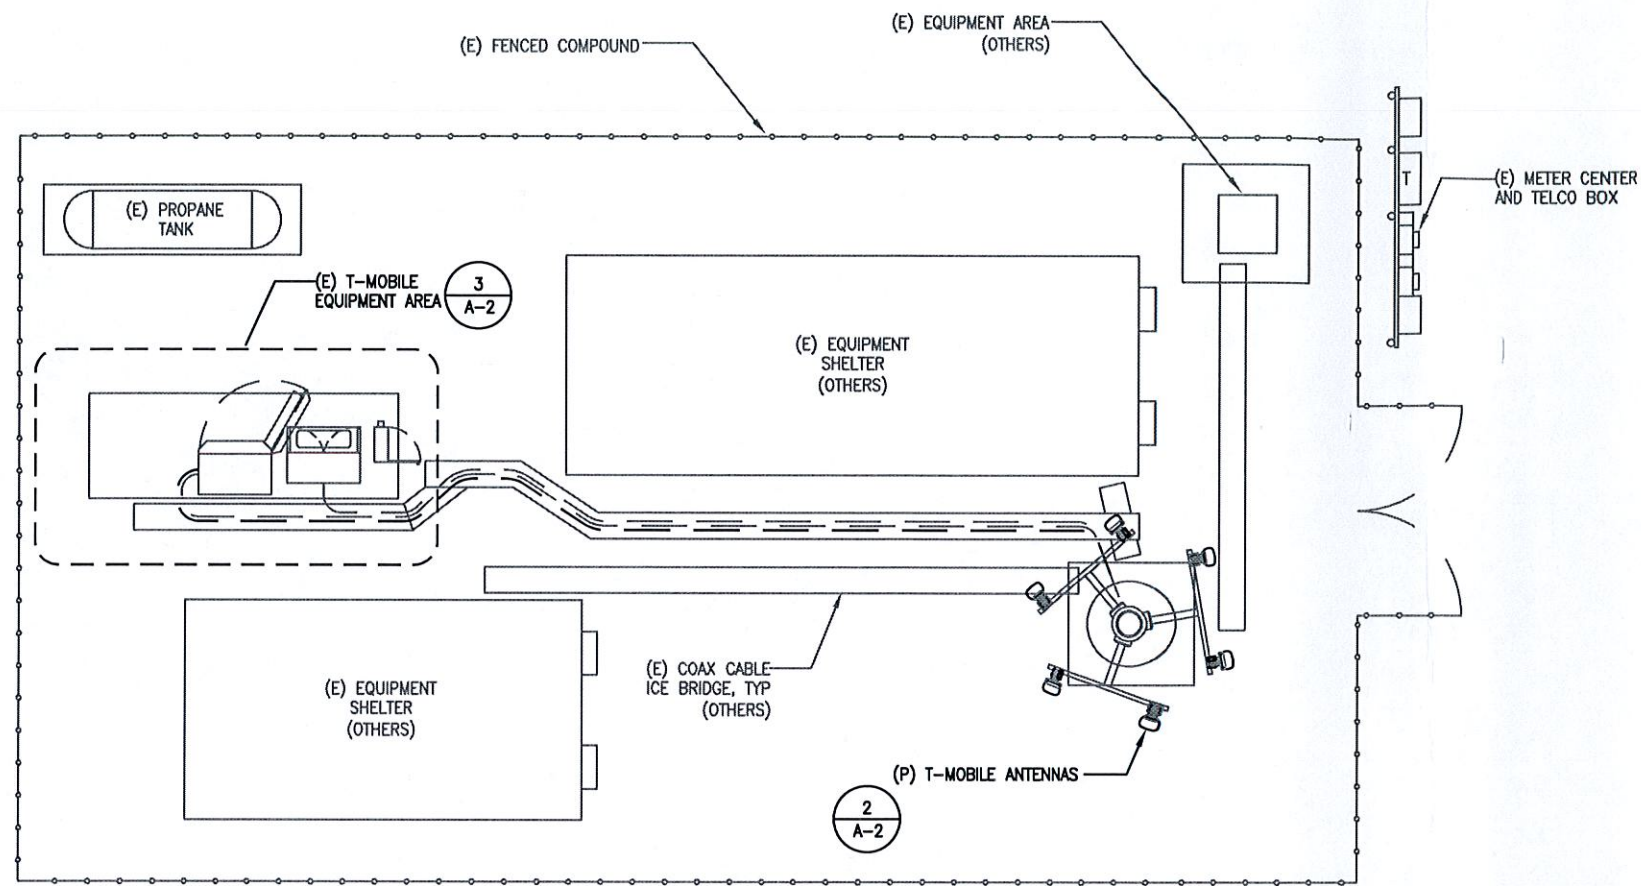 (E) EQUIPMENT AREA
(OTHERS)
(E) FENCED COMPOUND
T
(E) METER CENTER
AND TELCO BOX
(E) PROPANE
TANK
(E) T-MOBILE
EQUIPMENT AREA
3
A-2
(E) EQUIPMENT
SHELTER
(OTHERS)
(E) COAX CABLE
ICE BRIDGE, TYP
(OTHERS)
(E) EQUIPMENT
SHELTER
(OTHERS)
(P) T-MOBILE ANTENNAS
2
A-2